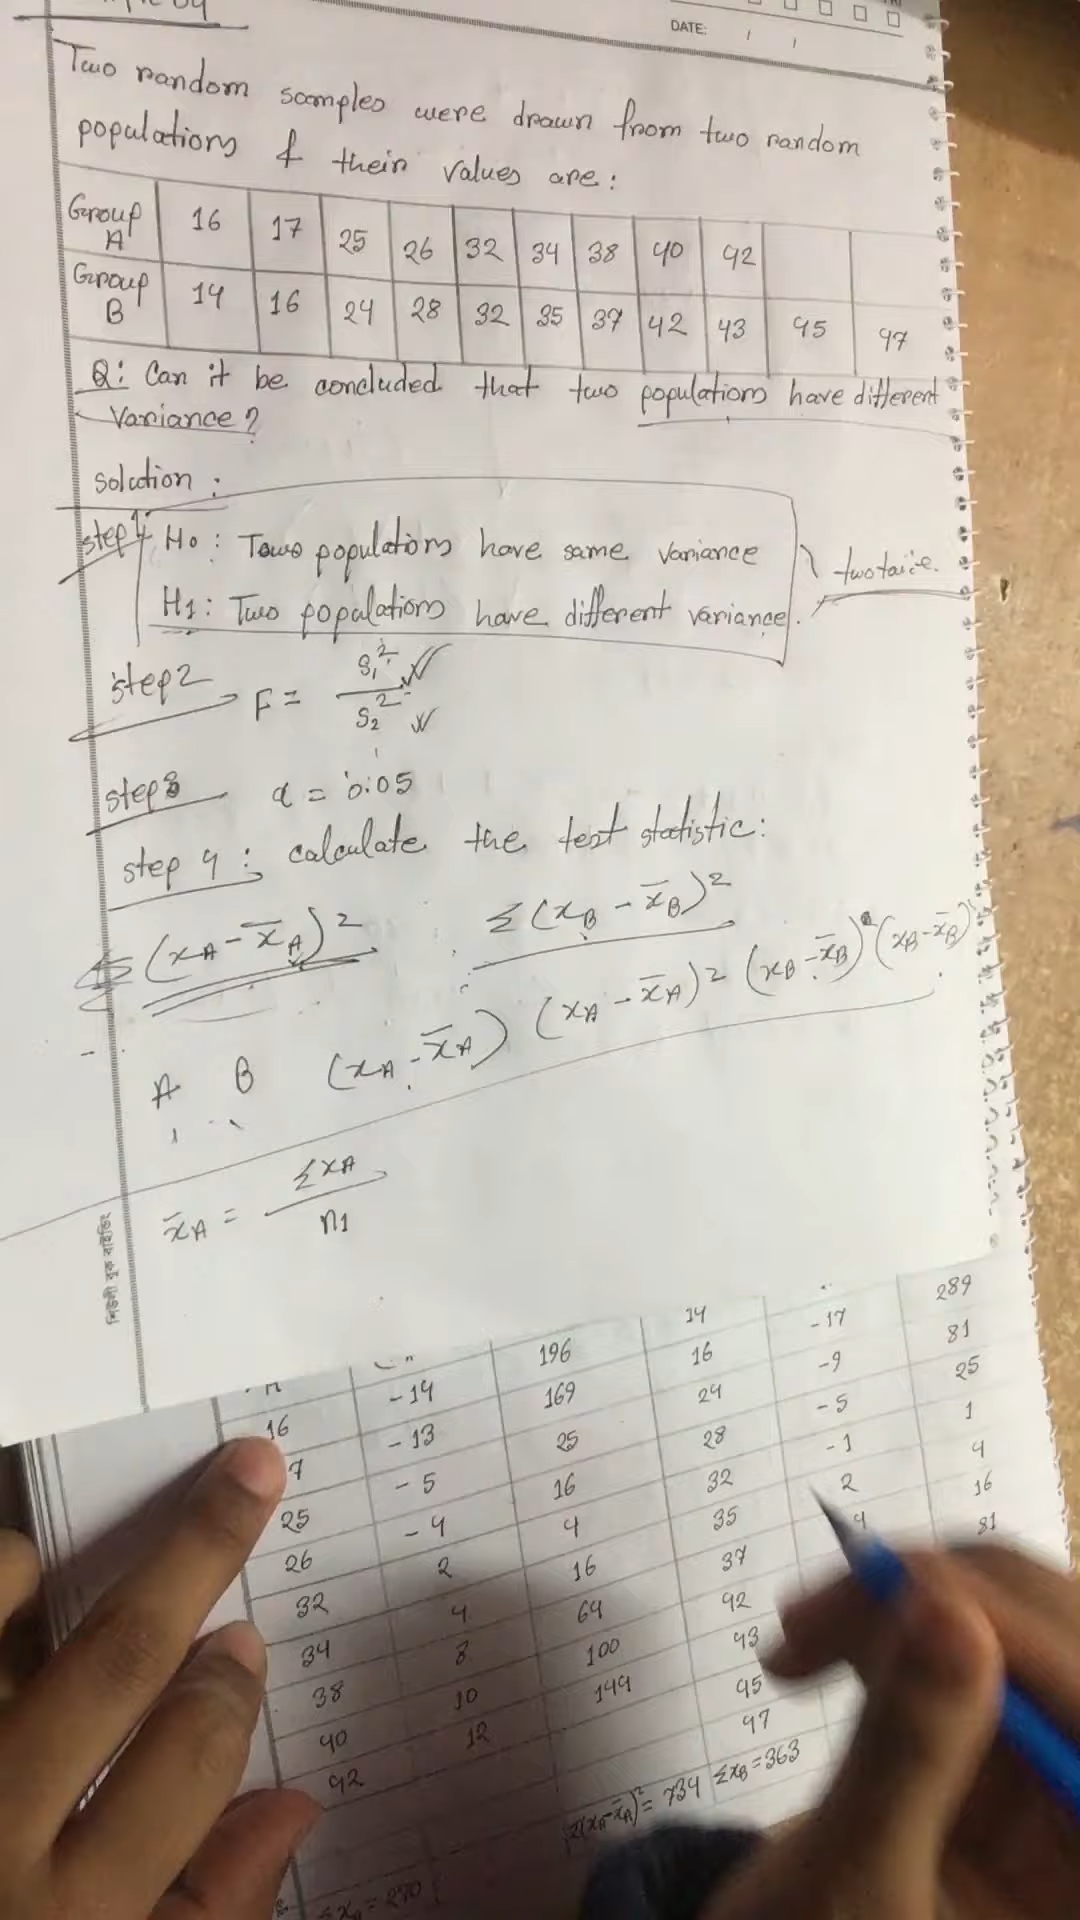 DATE: / /
Two random samples were drawn from two random
populations & their values are:
Group A 16 17 25 26 32 34 38 40 42
Group B 14 16 24 28 32 35 37 42 43 45 47
Q: Can it be concluded that two populations have different
variance?
Solution:
step 1: H0: Two populations have same variance
H1: Two populations have different variance.
step 2 F = S1² / S2²
step 3 α = 0.05
step 4: calculate the test statistic:
Σ(xA - x̄A)² Σ(xB - x̄B)²
A B (xA - x̄A) (xA - x̄A)² (xB - x̄B) (xB - x̄B)
x̄A = ΣxA / n1
শিউলী বুক বাইন্ডিং
14 -17 289
16 -14 196 16 -9 81
7 -13 169 24 -5 25
25 -5 25 28 -1 1
26 -4 16 32 2 4
32 2 4 35 4 16
34 4 16 37 81
38 8 64 42
40 10 100 43
42 12 144 45
47
Σ(xA - x̄A)² = 734 ΣxB = 363
ΣxA = 270